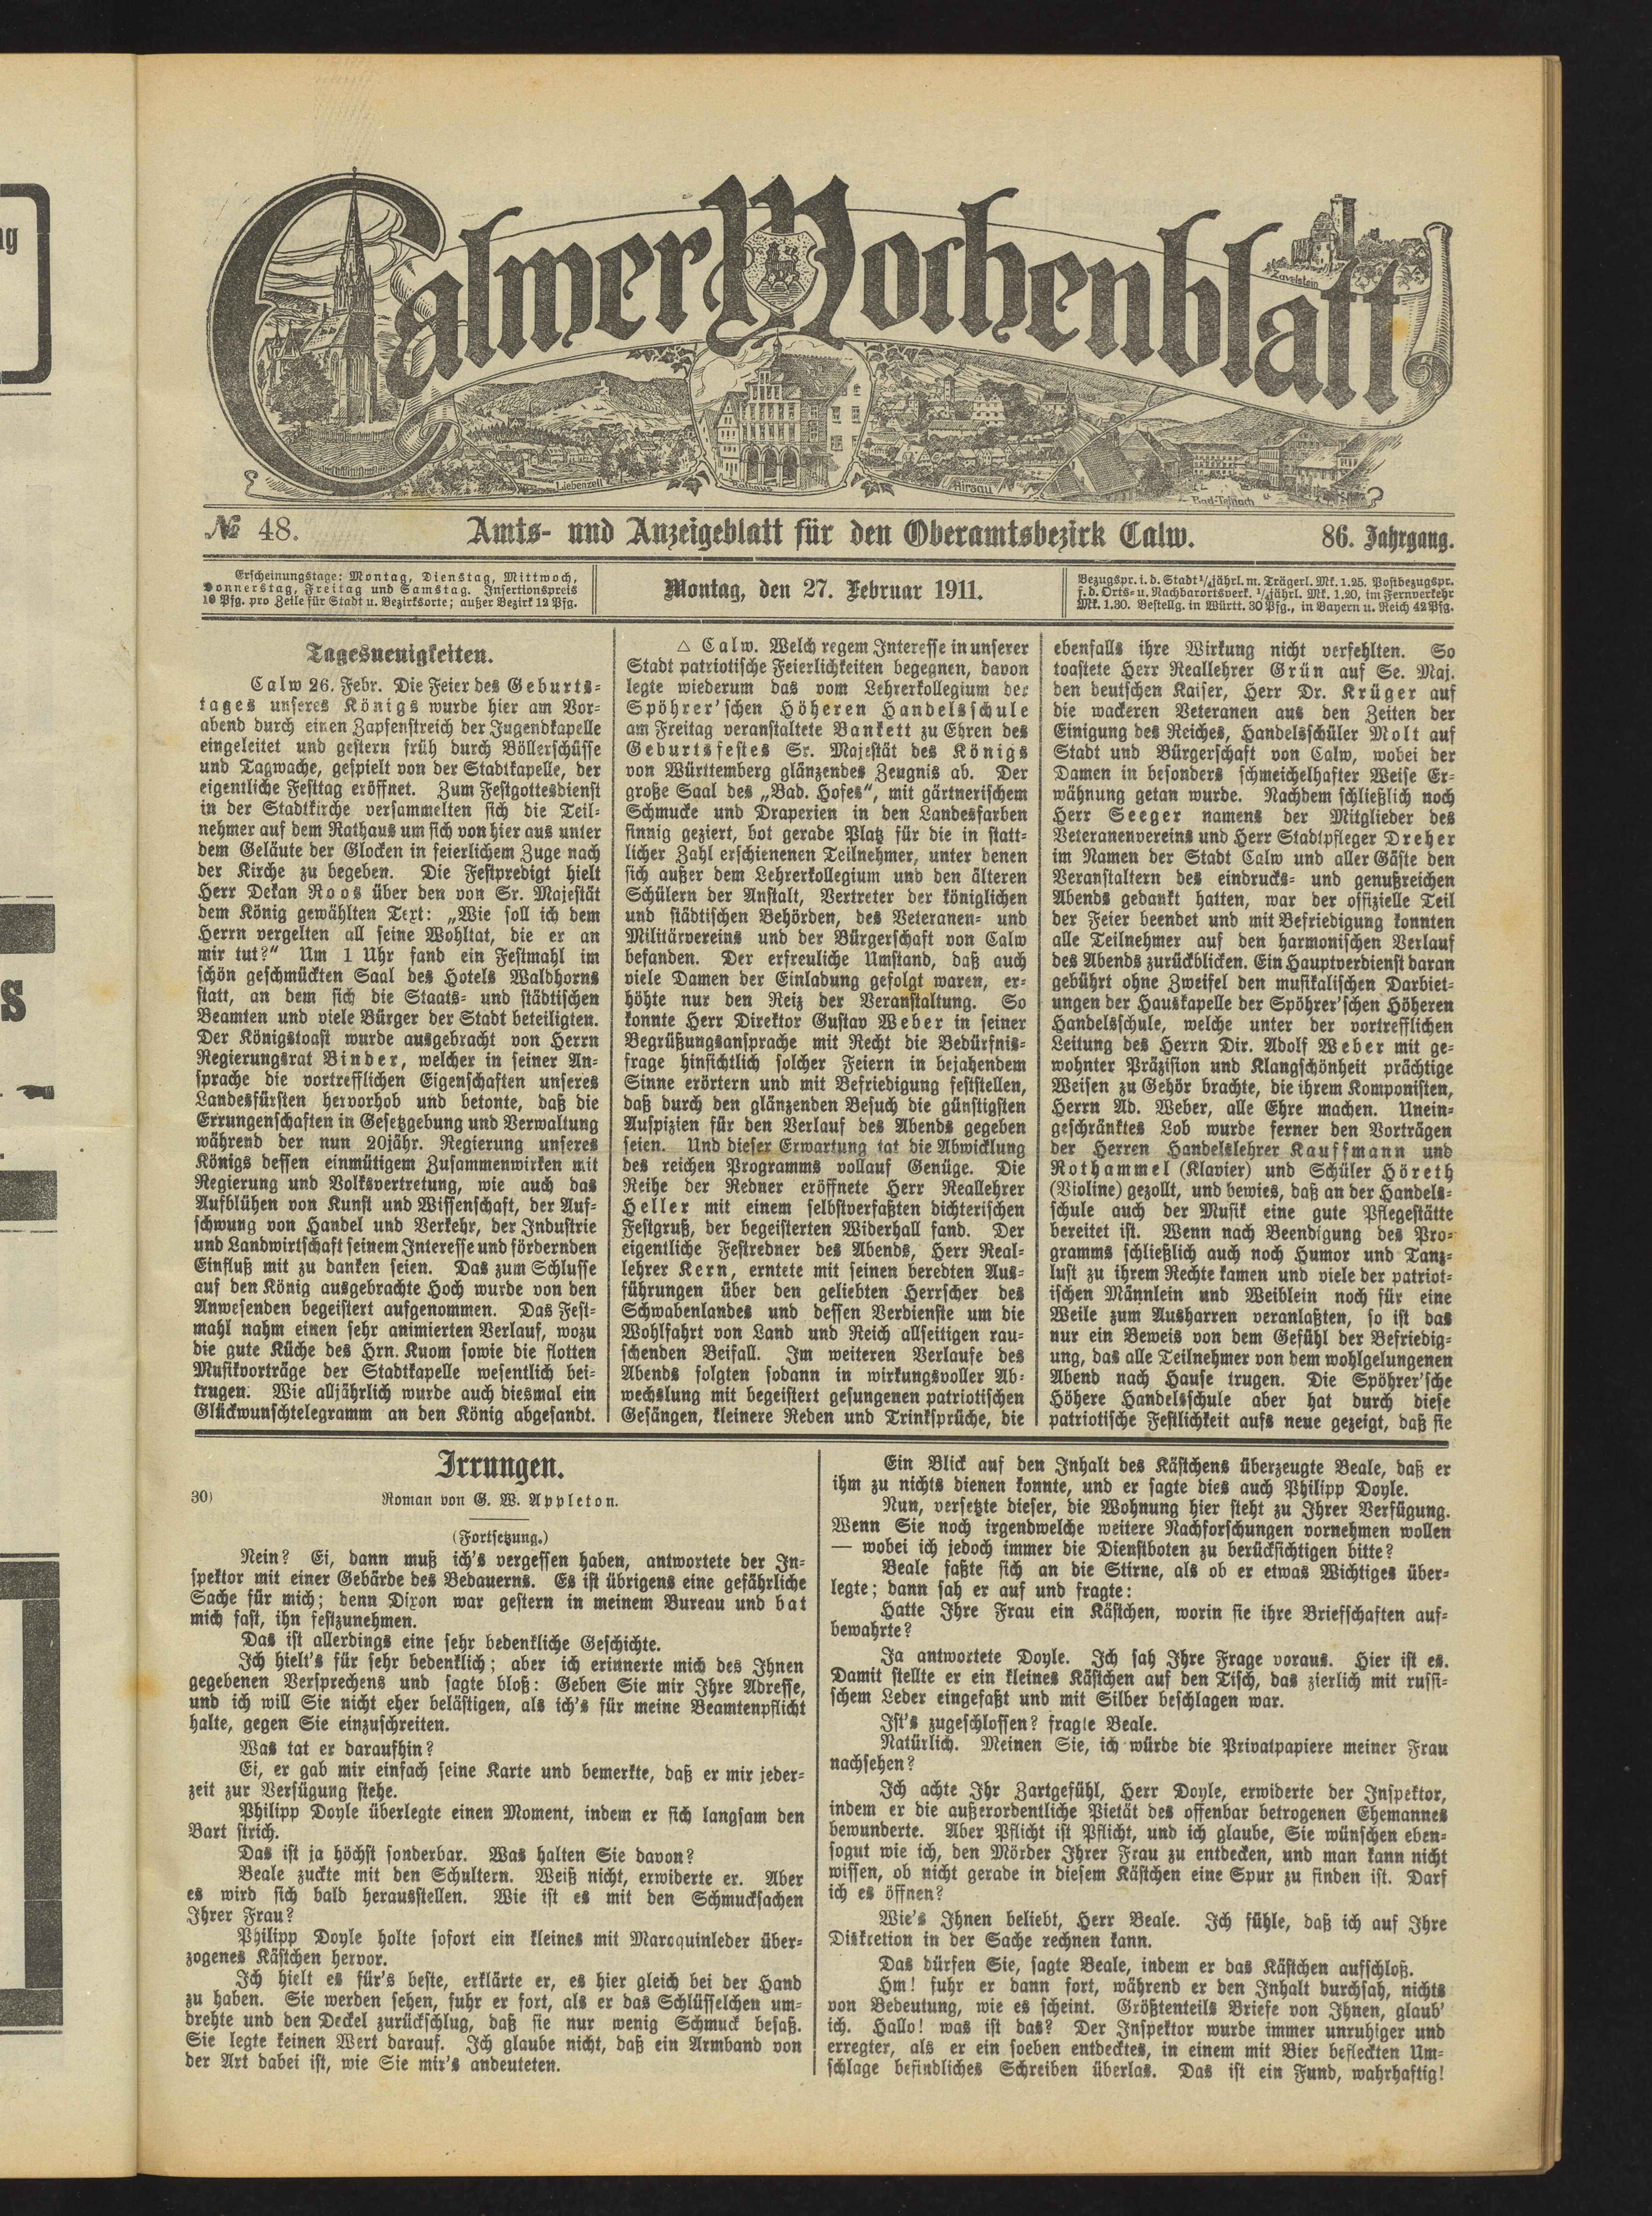 Calwer Wochenblatt
Zavelstein
Liebenzell
Rathaus
Hirsau
Bad-Teinach
№ 48.
Amts- und Anzeigeblatt für den Oberamtsbezirk Calw.
86. Jahrgang.
Erscheinungstage: Montag, Dienstag, Mittwoch,
Donnerstag, Freitag und Samstag. Insertionspreis
10 Pfg. pro Zeile für Stadt u. Bezirksorte; außer Bezirk 12 Pfg.
Montag, den 27. Februar 1911.
Bezugspr. i. d. Stadt ¼jährl. m. Trägerl. Mk. 1.25. Postbezugspr.
f. d. Orts- u. Nachbarortsverk. ¼jährl. Mk. 1.20, im Fernverkehr
Mk. 1.30. Bestellg. in Württ. 30 Pfg., in Bayern u. Reich 42 Pfg.
Tagesneuigkeiten.
Calw 26. Febr. Die Feier des Geburts-
tages unseres Königs wurde hier am Vor-
abend durch einen Zapfenstreich der Jugendkapelle
eingeleitet und gestern früh durch Böllerschüsse
und Tagwache, gespielt von der Stadtkapelle, der
eigentliche Festtag eröffnet. Zum Festgottesdienst
in der Stadtkirche versammelten sich die Teil-
nehmer auf dem Rathaus um sich von hier aus unter
dem Geläute der Glocken in feierlichem Zuge nach
der Kirche zu begeben. Die Festpredigt hielt
Herr Dekan Roos über den von Sr. Majestät
dem König gewählten Text: „Wie soll ich dem
Herrn vergelten all seine Wohltat, die er an
mir tut?“ Um 1 Uhr fand ein Festmahl im
schön geschmückten Saal des Hotels Waldhorns
statt, an dem sich die Staats- und städtischen
Beamten und viele Bürger der Stadt beteiligten.
Der Königstoast wurde ausgebracht von Herrn
Regierungsrat Binder, welcher in seiner An-
sprache die vortrefflichen Eigenschaften unseres
Landesfürsten hervorhob und betonte, daß die
Errungenschaften in Gesetzgebung und Verwaltung
während der nun 20jähr. Regierung unseres
Königs dessen einmütigem Zusammenwirken mit
Regierung und Volksvertretung, wie auch das
Aufblühen von Kunst und Wissenschaft, der Auf-
schwung von Handel und Verkehr, der Industrie
und Landwirtschaft seinem Interesse und fördernden
Einfluß mit zu danken seien. Das zum Schlusse
auf den König ausgebrachte Hoch wurde von den
Anwesenden begeistert aufgenommen. Das Fest-
mahl nahm einen sehr animierten Verlauf, wozu
die gute Küche des Hrn. Kuom sowie die flotten
Musikvorträge der Stadtkapelle wesentlich bei-
trugen. Wie alljährlich wurde auch diesmal ein
Glückwunschtelegramm an den König abgesandt.
△ Calw. Welch regem Interesse in unserer
Stadt patriotische Feierlichkeiten begegnen, davon
legte wiederum das vom Lehrerkollegium der
Spöhrer'schen Höheren Handelsschule
am Freitag veranstaltete Bankett zu Ehren des
Geburtsfestes Sr. Majestät des Königs
von Württemberg glänzendes Zeugnis ab. Der
große Saal des „Bad. Hofes“, mit gärtnerischem
Schmucke und Draperien in den Landesfarben
sinnig geziert, bot gerade Platz für die in statt-
licher Zahl erschienenen Teilnehmer, unter denen
sich außer dem Lehrerkollegium und den älteren
Schülern der Anstalt, Vertreter der königlichen
und städtischen Behörden, des Veteranen- und
Militärvereins und der Bürgerschaft von Calw
befanden. Der erfreuliche Umstand, daß auch
viele Damen der Einladung gefolgt waren, er-
höhte nur den Reiz der Veranstaltung. So
konnte Herr Direktor Gustav Weber in seiner
Begrüßungsansprache mit Recht die Bedürfnis-
frage hinsichtlich solcher Feiern in bejahendem
Sinne erörtern und mit Befriedigung feststellen,
daß durch den glänzenden Besuch die günstigsten
Auspizien für den Verlauf des Abends gegeben
seien. Und dieser Erwartung tat die Abwicklung
des reichen Programms vollauf Genüge. Die
Reihe der Redner eröffnete Herr Reallehrer
Heller mit einem selbstverfaßten dichterischen
Festgruß, der begeisterten Widerhall fand. Der
eigentliche Festredner des Abends, Herr Real-
lehrer Kern, erntete mit seinen beredten Aus-
führungen über den geliebten Herrscher des
Schwabenlandes und dessen Verdienste um die
Wohlfahrt von Land und Reich allseitigen rau-
schenden Beifall. Im weiteren Verlaufe des
Abends folgten sodann in wirkungsvoller Ab-
wechslung mit begeistert gesungenen patriotischen
Gesängen, kleinere Reden und Trinksprüche, die
ebenfalls ihre Wirkung nicht verfehlten. So
toastete Herr Reallehrer Grün auf Se. Maj.
den deutschen Kaiser, Herr Dr. Krüger auf
die wackeren Veteranen aus den Zeiten der
Einigung des Reiches, Handelsschüler Molt auf
Stadt und Bürgerschaft von Calw, wobei der
Damen in besonders schmeichelhafter Weise Er-
wähnung getan wurde. Nachdem schließlich noch
Herr Seeger namens der Mitglieder des
Veteranenvereins und Herr Stadtpfleger Dreher
im Namen der Stadt Calw und aller Gäste den
Veranstaltern des eindrucks- und genußreichen
Abends gedankt hatten, war der offizielle Teil
der Feier beendet und mit Befriedigung konnten
alle Teilnehmer auf den harmonischen Verlauf
des Abends zurückblicken. Ein Hauptverdienst daran
gebührt ohne Zweifel den musikalischen Darbiet-
ungen der Hauskapelle der Spöhrer'schen Höheren
Handelsschule, welche unter der vortrefflichen
Leitung des Herrn Dir. Adolf Weber mit ge-
wohnter Präzision und Klangschönheit prächtige
Weisen zu Gehör brachte, die ihrem Komponisten,
Herrn Ad. Weber, alle Ehre machen. Unein-
geschränktes Lob wurde ferner den Vorträgen
der Herren Handelslehrer Kauffmann und
Rothammel (Klavier) und Schüler Höreth
(Violine) gezollt, und bewies, daß an der Handels-
schule auch der Musik eine gute Pflegestätte
bereitet ist. Wenn nach Beendigung des Pro-
gramms schließlich auch noch Humor und Tanz-
lust zu ihrem Rechte kamen und viele der patriot-
ischen Männlein und Weiblein noch für eine
Weile zum Ausharren veranlaßten, so ist das
nur ein Beweis von dem Gefühl der Befriedig-
ung, das alle Teilnehmer von dem wohlgelungenen
Abend nach Hause trugen. Die Spöhrer'sche
Höhere Handelsschule aber hat durch diese
patriotische Festlichkeit aufs neue gezeigt, daß sie
Irrungen.
30)
Roman von G. W. Appleton.
(Fortsetzung.)
Nein? Ei, dann muß ich's vergessen haben, antwortete der In-
spektor mit einer Gebärde des Bedauerns. Es ist übrigens eine gefährliche
Sache für mich; denn Dixon war gestern in meinem Bureau und bat
mich fast, ihn festzunehmen.
Das ist allerdings eine sehr bedenkliche Geschichte.
Ich hielt's für sehr bedenklich; aber ich erinnerte mich des Ihnen
gegebenen Versprechens und sagte bloß: Geben Sie mir Ihre Adresse,
und ich will Sie nicht eher belästigen, als ich's für meine Beamtenpflicht
halte, gegen Sie einzuschreiten.
Was tat er daraufhin?
Ei, er gab mir einfach seine Karte und bemerkte, daß er mir jeder-
zeit zur Verfügung stehe.
Philipp Doyle überlegte einen Moment, indem er sich langsam den
Bart strich.
Das ist ja höchst sonderbar. Was halten Sie davon?
Beale zuckte mit den Schultern. Weiß nicht, erwiderte er. Aber
es wird sich bald herausstellen. Wie ist es mit den Schmucksachen
Ihrer Frau?
Philipp Doyle holte sofort ein kleines mit Maroquinleder über-
zogenes Kästchen hervor.
Ich hielt es für's beste, erklärte er, es hier gleich bei der Hand
zu haben. Sie werden sehen, fuhr er fort, als er das Schlüsselchen um-
drehte und den Deckel zurückschlug, daß sie nur wenig Schmuck besaß.
Sie legte keinen Wert darauf. Ich glaube nicht, daß ein Armband von
der Art dabei ist, wie Sie mir's andeuteten.
Ein Blick auf den Inhalt des Kästchens überzeugte Beale, daß er
ihm zu nichts dienen konnte, und er sagte dies auch Philipp Doyle.
Nun, versetzte dieser, die Wohnung hier steht zu Ihrer Verfügung.
Wenn Sie noch irgendwelche weitere Nachforschungen vornehmen wollen
— wobei ich jedoch immer die Dienstboten zu berücksichtigen bitte?
Beale faßte sich an die Stirne, als ob er etwas Wichtiges über-
legte; dann sah er auf und fragte:
Hatte Ihre Frau ein Kästchen, worin sie ihre Briefschaften auf-
bewahrte?
Ja antwortete Doyle. Ich sah Ihre Frage voraus. Hier ist es.
Damit stellte er ein kleines Kästchen auf den Tisch, das zierlich mit russi-
schem Leder eingefaßt und mit Silber beschlagen war.
Ist's zugeschlossen? fragte Beale.
Natürlich. Meinen Sie, ich würde die Privatpapiere meiner Frau
nachsehen?
Ich achte Ihr Zartgefühl, Herr Doyle, erwiderte der Inspektor,
indem er die außerordentliche Pietät des offenbar betrogenen Ehemannes
bewunderte. Aber Pflicht ist Pflicht, und ich glaube, Sie wünschen eben-
sogut wie ich, den Mörder Ihrer Frau zu entdecken, und man kann nicht
wissen, ob nicht gerade in diesem Kästchen eine Spur zu finden ist. Darf
ich es öffnen?
Wie's Ihnen beliebt, Herr Beale. Ich fühle, daß ich auf Ihre
Diskretion in der Sache rechnen kann.
Das dürfen Sie, sagte Beale, indem er das Kästchen aufschloß.
Hm! fuhr er dann fort, während er den Inhalt durchsah, nichts
von Bedeutung, wie es scheint. Größtenteils Briefe von Ihnen, glaub'
ich. Hallo! was ist das? Der Inspektor wurde immer unruhiger und
erregter, als er ein soeben entdecktes, in einem mit Bier befleckten Um-
schlage befindliches Schreiben überlas. Das ist ein Fund, wahrhaftig!